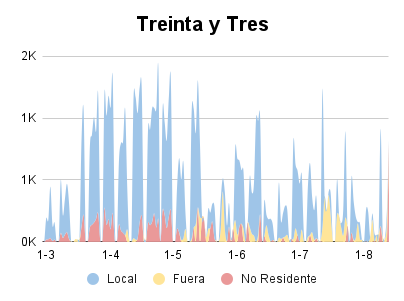 Treinta y Tres
2K
1K
1K
0K
0K
1-3
1-4
1-5
1-6
1-7
1-8
Local
Fuera
No Residente